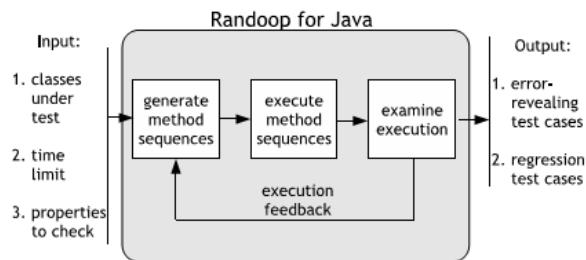 Randoop for Java
Input:
1. classes
under
test
2. time
limit
3. properties
to check
generate
method
sequences
execute
method
sequences
examine
execution
execution
feedback
Output:
1. error-
revealing
test cases
2. regression
test cases